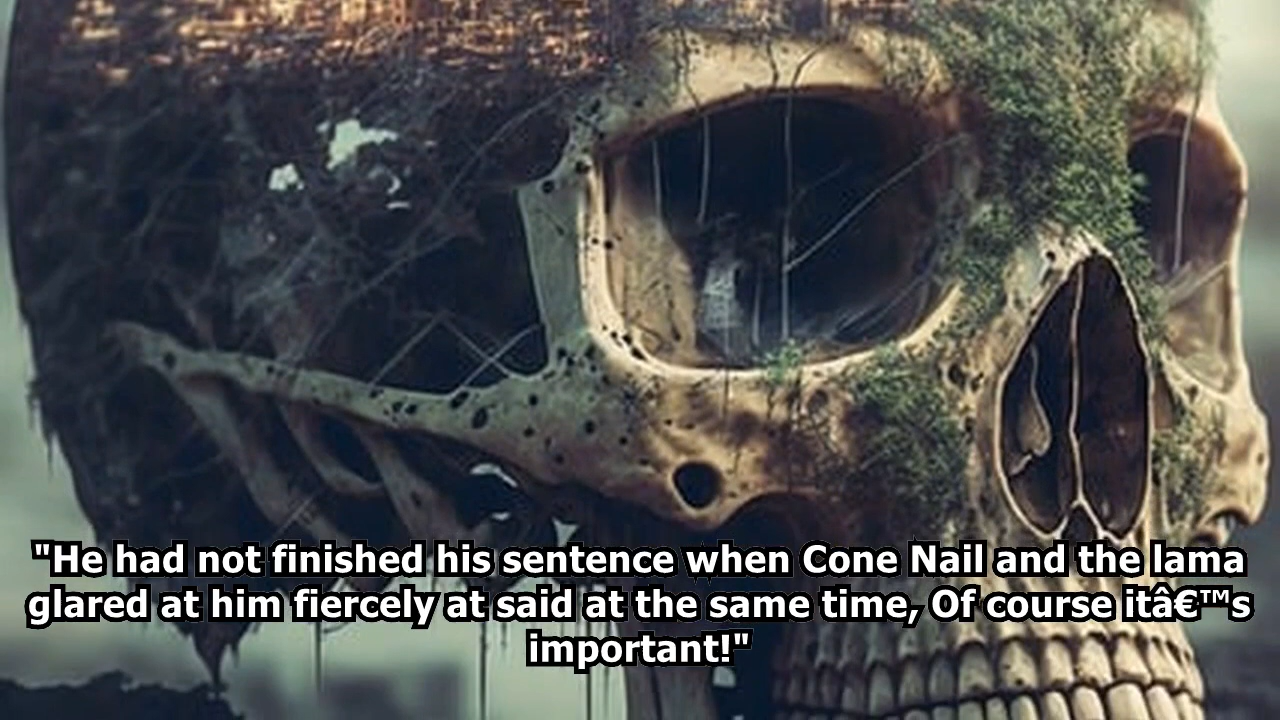 "He had not finished his sentence when Cone Nail and the lama
glared at him fiercely at said at the same time, Of course itâ€™s
important!"